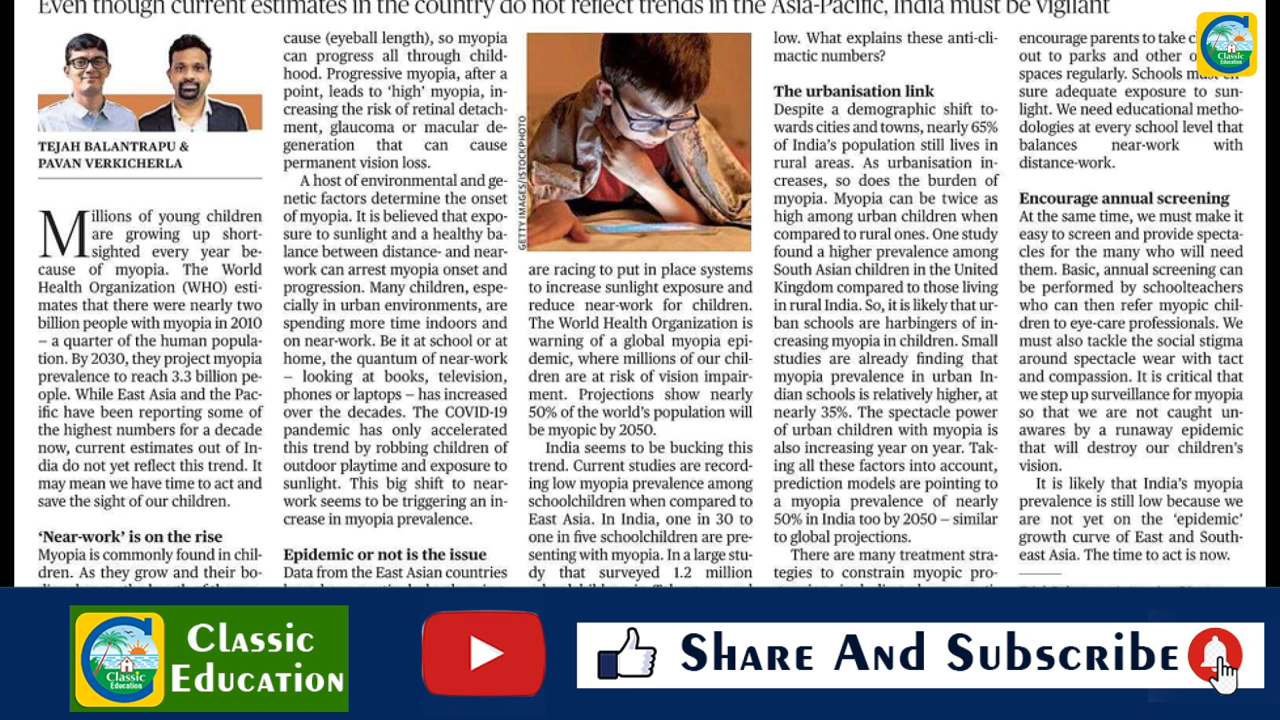 Even though current estimates in the country do not reflect trends in the Asia-Pacific, India must be vigilant
TEJAH BALANTRAPU &
PAVAN VERKICHERLA
Millions of young children
are growing up short-
sighted every year be-
cause of myopia. The World
Health Organization (WHO) esti-
mates that there were nearly two
billion people with myopia in 2010
– a quarter of the human popula-
tion. By 2030, they project myopia
prevalence to reach 3.3 billion pe-
ople. While East Asia and the Pac-
ific have been reporting some of
the highest numbers for a decade
now, current estimates out of In-
dia do not yet reflect this trend. It
may mean we have time to act and
save the sight of our children.
‘Near-work’ is on the rise
Myopia is commonly found in chil-
dren. As they grow and their bo-
cause (eyeball length), so myopia
can progress all through child-
hood. Progressive myopia, after a
point, leads to ‘high’ myopia, in-
creasing the risk of retinal detach-
ment, glaucoma or macular de-
generation that can cause
permanent vision loss.
A host of environmental and ge-
netic factors determine the onset
of myopia. It is believed that expo-
sure to sunlight and a healthy ba-
lance between distance- and near-
work can arrest myopia onset and
progression. Many children, espe-
cially in urban environments, are
spending more time indoors and
on near-work. Be it at school or at
home, the quantum of near-work
– looking at books, television,
phones or laptops – has increased
over the decades. The COVID-19
pandemic has only accelerated
this trend by robbing children of
outdoor playtime and exposure to
sunlight. This big shift to near-
work seems to be triggering an in-
crease in myopia prevalence.
Epidemic or not is the issue
Data from the East Asian countries
GETTY IMAGES/ISTOCKPHOTO
are racing to put in place systems
to increase sunlight exposure and
reduce near-work for children.
The World Health Organization is
warning of a global myopia epi-
demic, where millions of our chil-
dren are at risk of vision impair-
ment. Projections show nearly
50% of the world’s population will
be myopic by 2050.
India seems to be bucking this
trend. Current studies are record-
ing low myopia prevalence among
schoolchildren when compared to
East Asia. In India, one in 30 to
one in five schoolchildren are pre-
senting with myopia. In a large stu-
dy that surveyed 1.2 million
low. What explains these anti-cli-
mactic numbers?
The urbanisation link
Despite a demographic shift to-
wards cities and towns, nearly 65%
of India’s population still lives in
rural areas. As urbanisation in-
creases, so does the burden of
myopia. Myopia can be twice as
high among urban children when
compared to rural ones. One study
found a higher prevalence among
South Asian children in the United
Kingdom compared to those living
in rural India. So, it is likely that ur-
ban schools are harbingers of in-
creasing myopia in children. Small
studies are already finding that
myopia prevalence in urban In-
dian schools is relatively higher, at
nearly 35%. The spectacle power
of urban children with myopia is
also increasing year on year. Tak-
ing all these factors into account,
prediction models are pointing to
a myopia prevalence of nearly
50% in India too by 2050 – similar
to global projections.
There are many treatment stra-
tegies to constrain myopic pro-
encourage parents to take
out to parks and other
spaces regularly. Schools
sure adequate exposure to sun-
light. We need educational metho-
dologies at every school level that
balances near-work with
distance-work.
Encourage annual screening
At the same time, we must make it
easy to screen and provide specta-
cles for the many who will need
them. Basic, annual screening can
be performed by schoolteachers
who can then refer myopic chil-
dren to eye-care professionals. We
must also tackle the social stigma
around spectacle wear with tact
and compassion. It is critical that
we step up surveillance for myopia
so that we are not caught un-
awares by a runaway epidemic
that will destroy our children’s
vision.
It is likely that India’s myopia
prevalence is still low because we
are not yet on the ‘epidemic’
growth curve of East and South-
east Asia. The time to act is now.
Classic
Education
Classic
Education
Classic
Education
Share And Subscribe